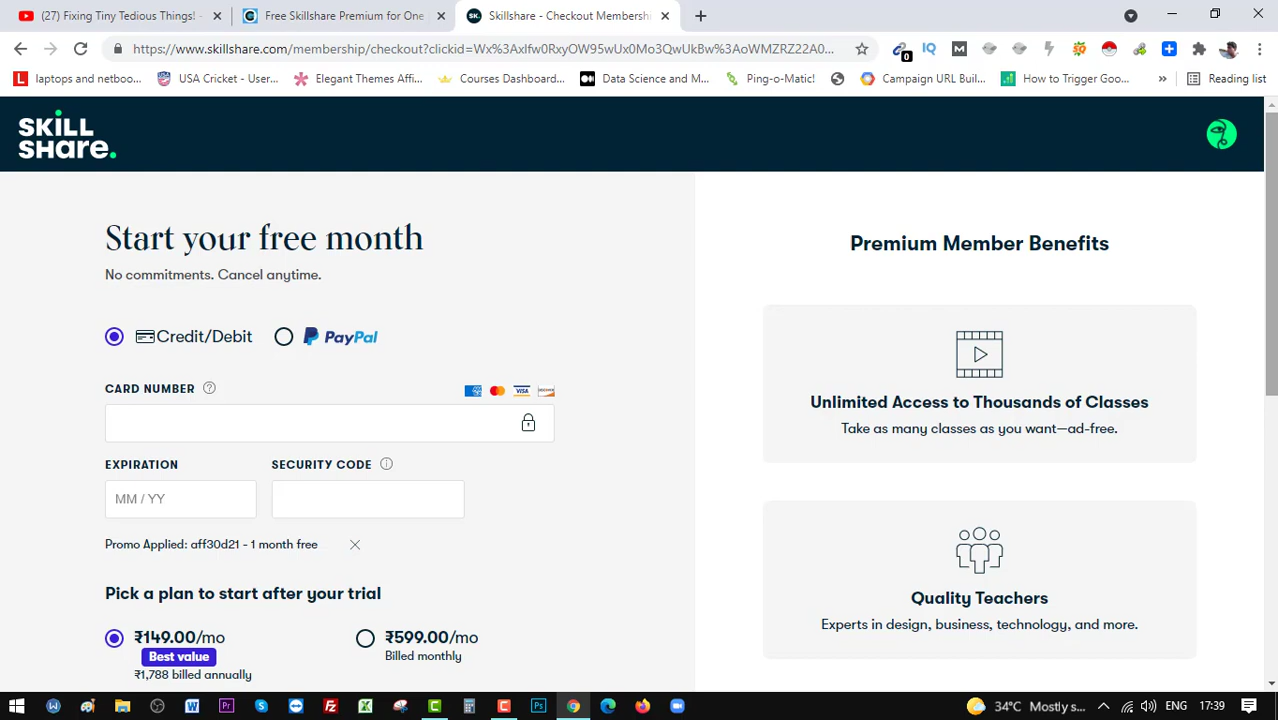 (27) Fixing Tiny Tedious Things! -
Free Skillshare Premium for One
Skillshare - Checkout Membershi
https://www.skillshare.com/membership/checkout?clickid=Wx%3Axlfw0RxyOW95wUx0Mo3QwUkBw%3AoWMZRZ22A0...
IQ
M
0
L laptops and netboo...
USA Cricket - User...
Elegant Themes Affi...
Courses Dashboard...
Data Science and M...
Ping-o-Matic!
Campaign URL Buil...
How to Trigger Goo...
Reading list
SKILL
SHARE.
Start your free month
No commitments. Cancel anytime.
Credit/Debit
PayPal
CARD NUMBER
VISA
EXPIRATION
SECURITY CODE
MM / YY
Promo Applied: aff30d21 - 1 month free
Pick a plan to start after your trial
₹149.00/mo
Best value
₹1,788 billed annually
₹599.00/mo
Billed monthly
Premium Member Benefits
Unlimited Access to Thousands of Classes
Take as many classes as you want—ad-free.
Quality Teachers
Experts in design, business, technology, and more.
34°C Mostly s...
ENG
17:39